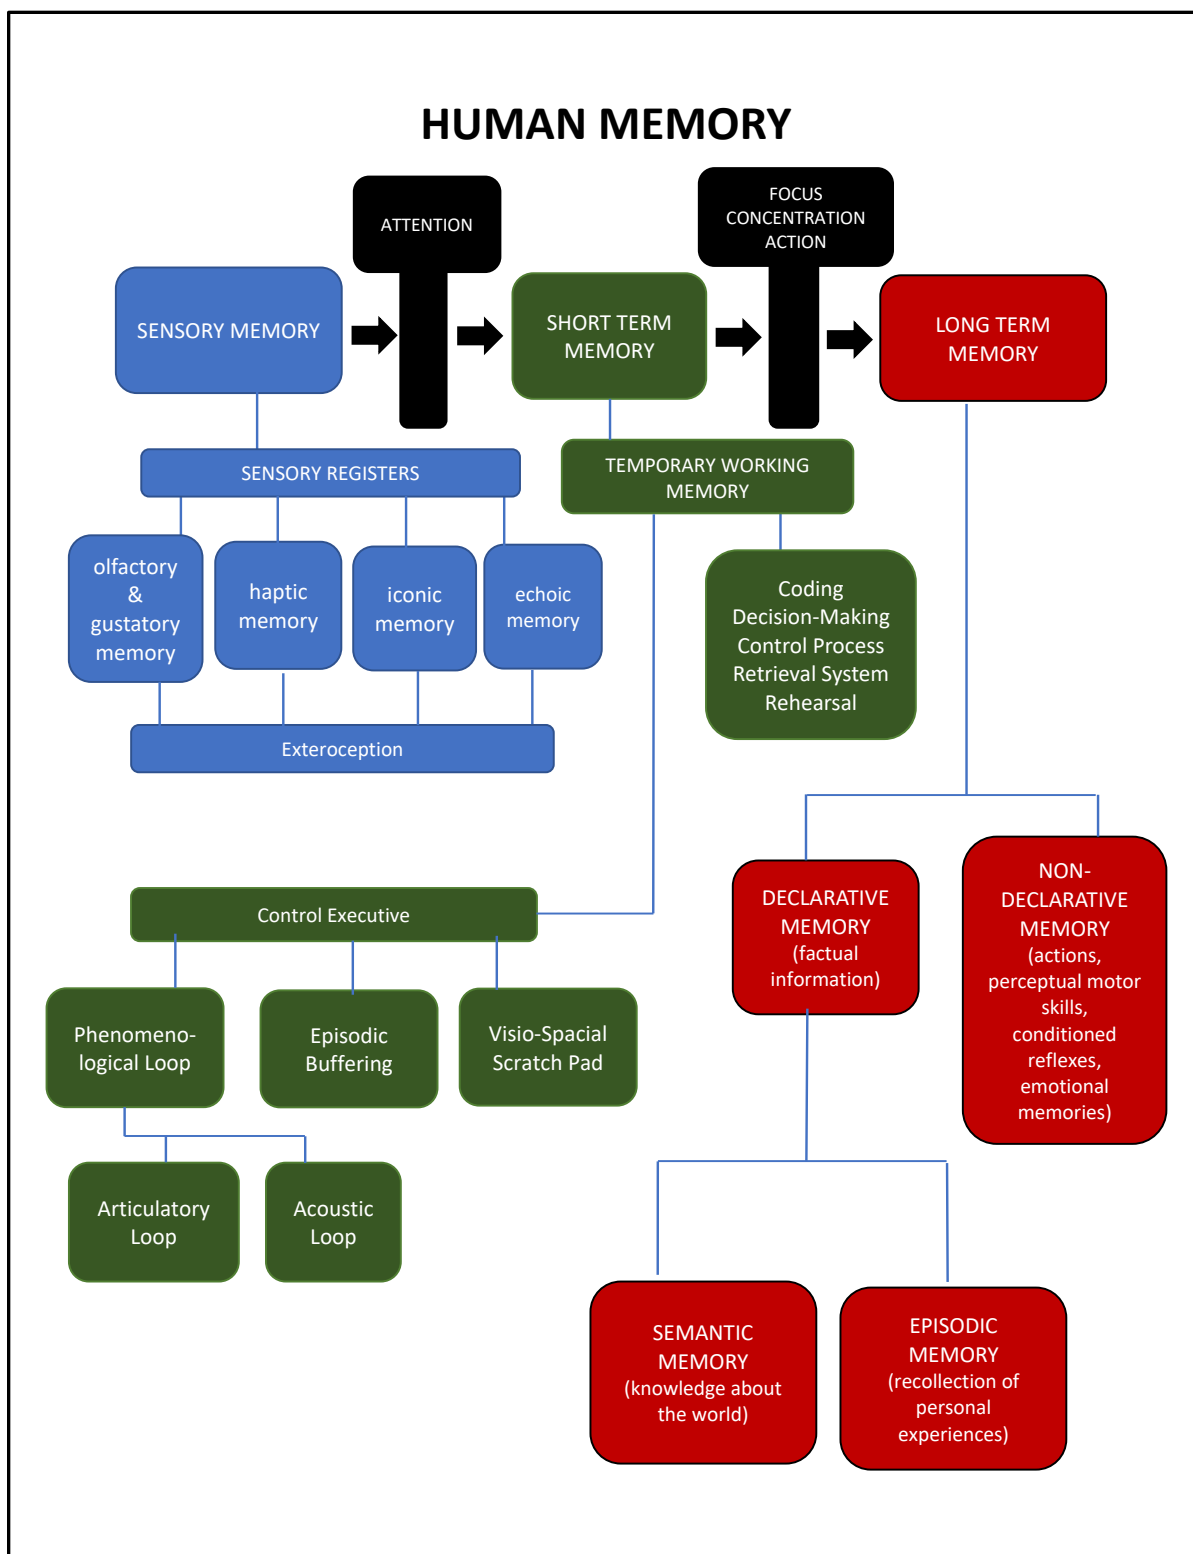 HUMAN MEMORY
ATTENTION
FOCUS
CONCENTRATION
ACTION
SENSORY MEMORY
SHORT TERM
MEMORY
LONG TERM
MEMORY
SENSORY REGISTERS
TEMPORARY WORKING
MEMORY
olfactory
&
gustatory
memory
haptic
memory
iconic
memory
echoic
memory
Coding
Decision-Making
Control Process
Retrieval System
Rehearsal
Exteroception
DECLARATIVE
MEMORY
(factual
information)
NON-
DECLARATIVE
MEMORY
(actions,
perceptual motor
skills,
conditioned
reflexes,
emotional
memories)
Control Executive
Phenomeno-
logical Loop
Episodic
Buffering
Visio-Spacial
Scratch Pad
Articulatory
Loop
Acoustic
Loop
SEMANTIC
MEMORY
(knowledge about
the world)
EPISODIC
MEMORY
(recollection of
personal
experiences)